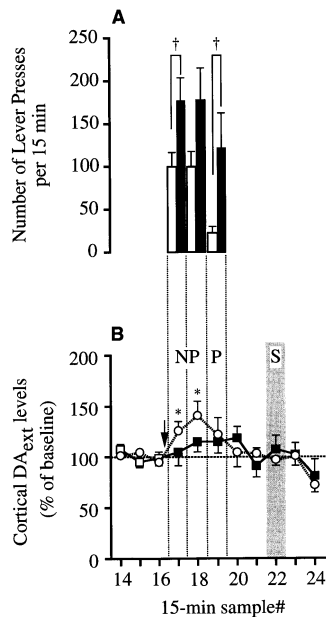 A
Number of Lever Presses
per 15 min
250
200
150
100
50
0
†
†
B
Cortical DAext levels
(% of baseline)
200
150
100
50
0
NP
P
S
*
*
14
16
18
20
22
24
15-min sample#